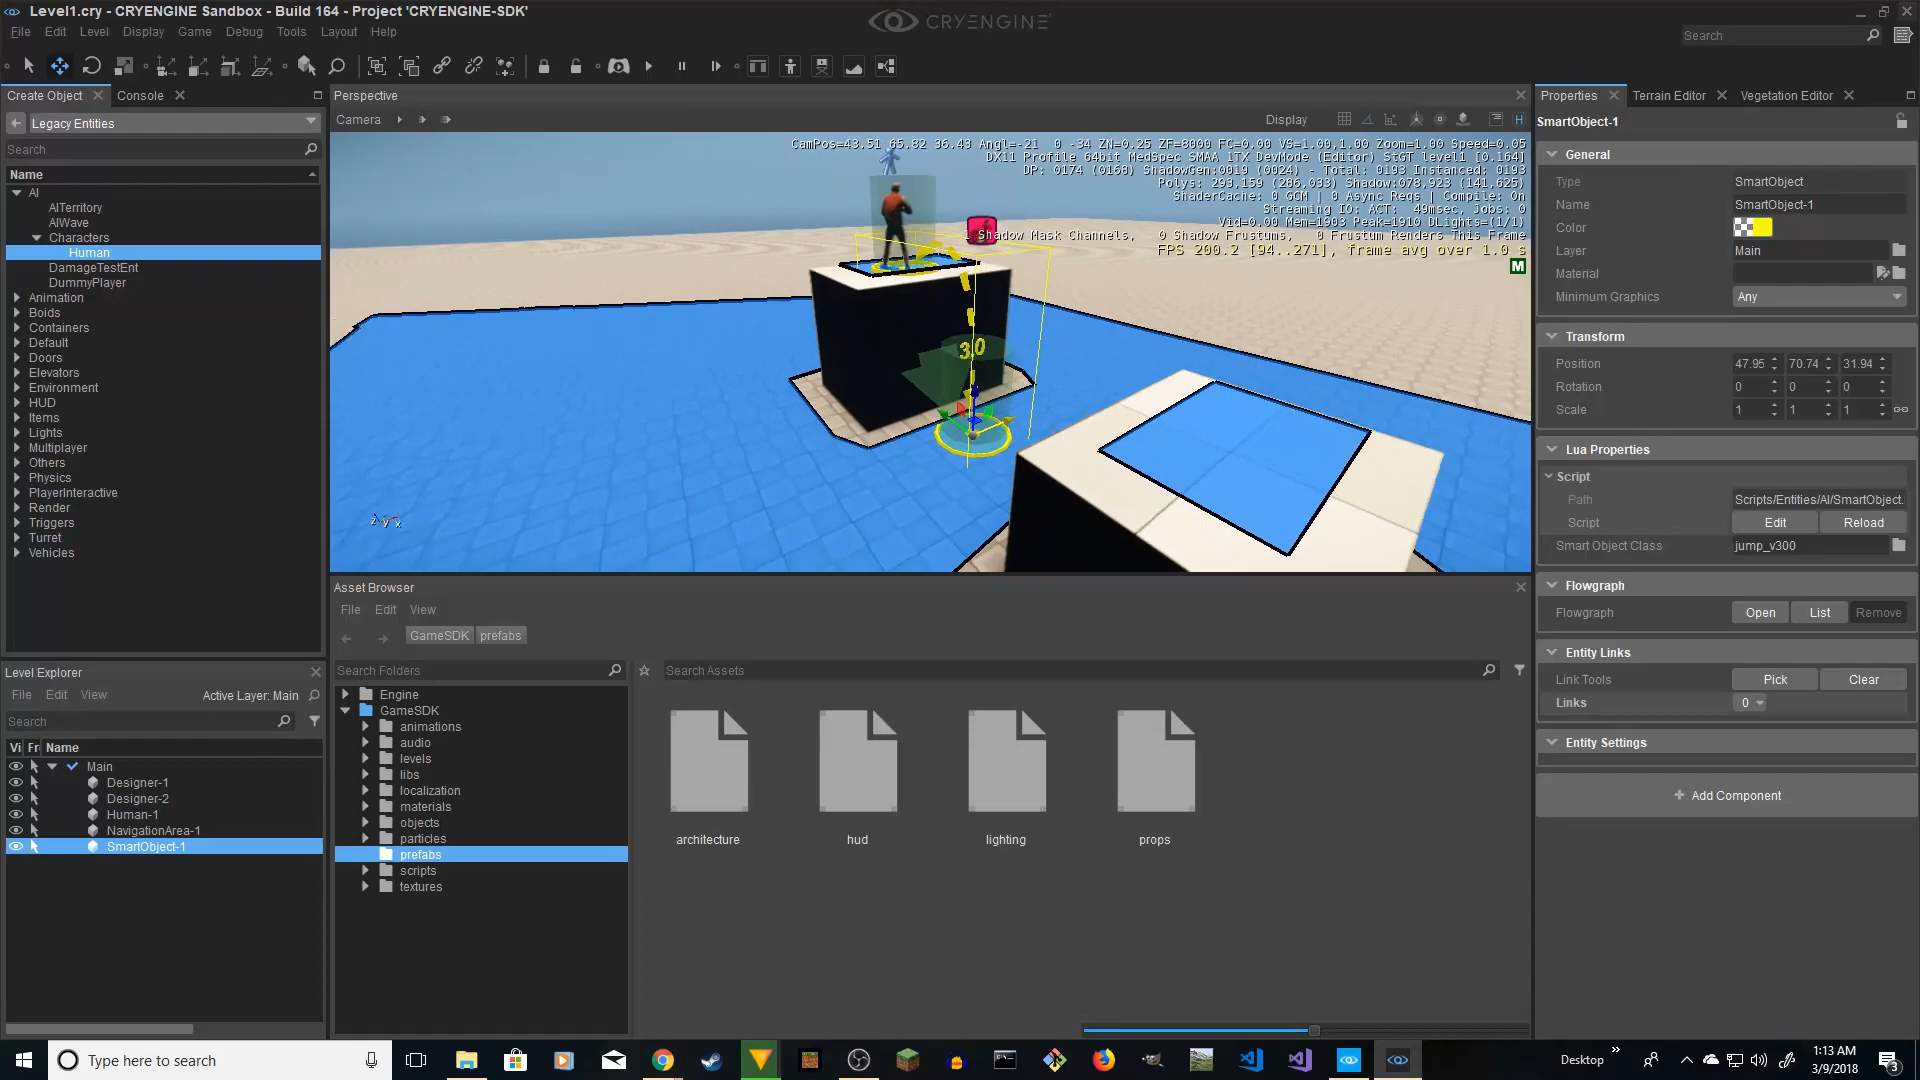 Level1.cry - CRYENGINE Sandbox - Build 164 - Project 'CRYENGINE-SDK'
CRYENGINE
File Edit Level Display Game Debug Tools Layout Help
Search
Create Object
Console
Legacy Entities
Search
Name
AI
AITerritory
AIWave
Characters
Human
DamageTestEnt
DummyPlayer
Animation
Boids
Containers
Default
Doors
Elevators
Environment
HUD
Items
Lights
Multiplayer
Others
Physics
PlayerInteractive
Render
Triggers
Turret
Vehicles
Perspective
Camera
Display
H
CamPos=43.51 65.82 36.43 Angl=-21 0 -34 ZN=0.25 ZF=8000 FC=0.00 VS=1.00,1.00 Zoom=1.00 Speed=0.05
DX11 Profile 64bit MedSpec SMAA 1TX DevMode (Editor) StGT level1 [0.164]
DP: 0174 (0168) ShadowGen:0019 (0024) - Total: 0193 Instanced: 0193
Polys: 293,159 (286,033) Shadow:078,923 (141,625)
ShaderCache: 0 GCM | 0 Async Reqs | Compile: On
Streaming IO: ACT: 49msec, Jobs: 0
Vid=0.00 Mem=1903 Peak=1910 DLights=(1/1)
1 Shadow Mask Channels, 0 Shadow Frustums, 0 Frustum Renders This Frame
FPS 200.2 [94..271], frame avg over 1.0 s
M
3.0
z y x
Properties
Terrain Editor
Vegetation Editor
SmartObject-1
General
Type SmartObject
Name SmartObject-1
Color
Layer Main
Material
Minimum Graphics Any
Transform
Position 47.95 70.74 31.94
Rotation 0 0 0
Scale 1 1 1
Lua Properties
Script
Path Scripts/Entities/AI/SmartObject.
Script Edit Reload
Smart Object Class jump_v300
Flowgraph
Flowgraph Open List Remove
Entity Links
Link Tools Pick Clear
Links 0
Entity Settings
+ Add Component
Level Explorer
File Edit View Active Layer: Main
Search
Vi Fr Name
Main
Designer-1
Designer-2
Human-1
NavigationArea-1
SmartObject-1
Asset Browser
File Edit View
GameSDK prefabs
Search Folders
Search Assets
Engine
GameSDK
animations
audio
levels
libs
localization
materials
objects
particles
prefabs
scripts
textures
architecture hud lighting props
Type here to search
Desktop
1:13 AM
3/9/2018
3